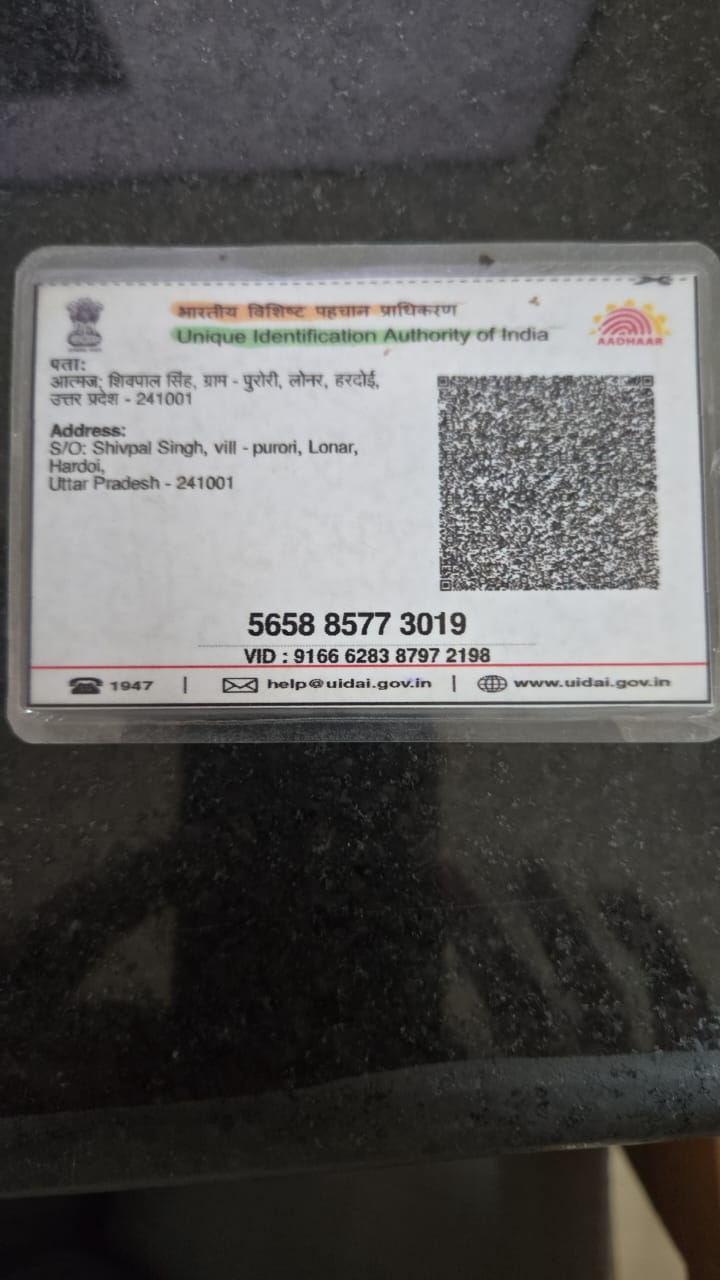 भारतीय विशिष्ट पहचान प्राधिकरण
Unique Identification Authority of India
AADHAAR
पता:
आत्मज: शिवपाल सिंह, ग्राम - पुरोरी, लोनर, हरदोई,
उत्तर प्रदेश - 241001
Address:
S/O: Shivpal Singh, vill - purori, Lonar,
Hardoi,
Uttar Pradesh - 241001
5658 8577 3019
VID : 9166 6283 8797 2198
1947 | help@uidai.gov.in | www.uidai.gov.in